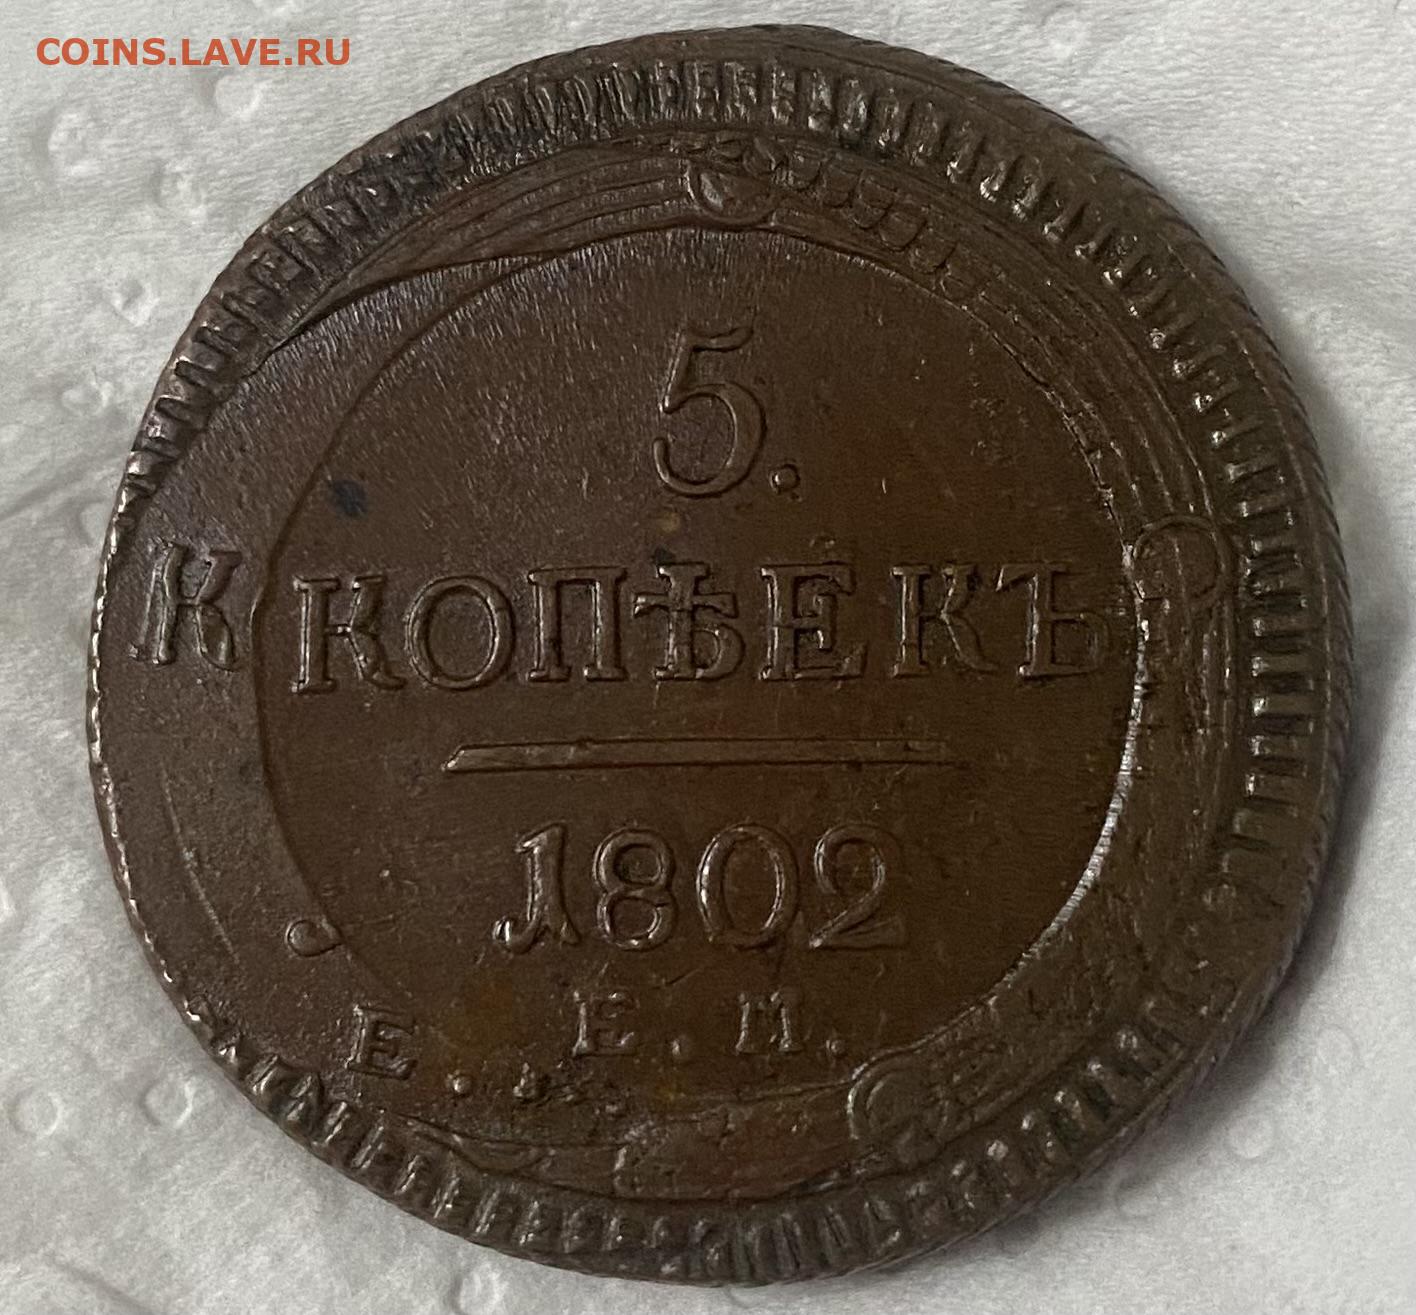 COINS.LAVE.RU
5.
К КОПѢЕКЪ
1802
Е. Е.М.